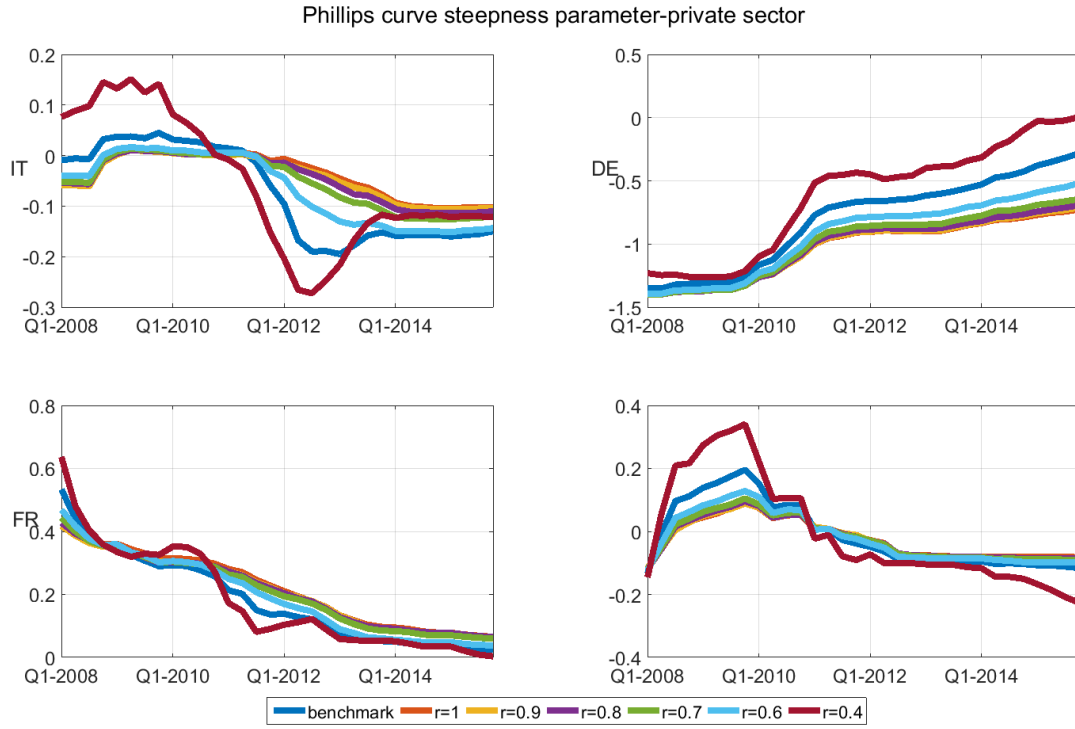 Phillips curve steepness parameter-private sector
0.2
0.1
0
-0.1
-0.2
-0.3
IT
Q1-2008
Q1-2010
Q1-2012
Q1-2014
0.5
0
-0.5
-1
-1.5
DE
Q1-2008
Q1-2010
Q1-2012
Q1-2014
0.8
0.6
0.4
0.2
0
FR
Q1-2008
Q1-2010
Q1-2012
Q1-2014
0.4
0.2
0
-0.2
-0.4
Q1-2008
Q1-2010
Q1-2012
Q1-2014
benchmark r=1 r=0.9 r=0.8 r=0.7 r=0.6 r=0.4